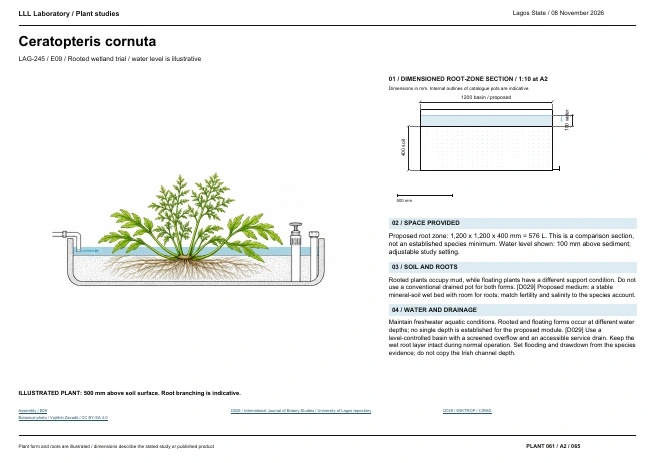 LLL Laboratory / Plant studies
Lagos State / 08 November 2026
Ceratopteris cornuta
LAG-245 / E09 / Rooted wetland trial / water level is illustrative
01 / DIMENSIONED ROOT-ZONE SECTION / 1:10 at A2
Dimensions in mm. Internal outlines of catalogue pots are indicative.
1200 basin / proposed
100 water
400 soil
500 mm
02 / SPACE PROVIDED
Proposed root zone: 1,200 x 1,200 x 400 mm = 576 L. This is a comparison section,
not an established species minimum. Water level shown: 100 mm above sediment;
adjustable study setting.
03 / SOIL AND ROOTS
Rooted plants occupy mud, while floating plants have a different support condition. Do not
use a conventional drained pot for both forms. [D029] Proposed medium: a stable
mineral-soil wet bed with room for roots; match fertility and salinity to the species account.
04 / WATER AND DRAINAGE
Maintain freshwater aquatic conditions. Rooted and floating forms occur at different water
depths; no single depth is established for the proposed module. [D029] Use a
level-controlled basin with a screened overflow and an accessible service drain. Keep the
wet root layer intact during normal operation. Set flooding and drawdown from the species
evidence; do not copy the Irish channel depth.
ILLUSTRATED PLANT: 500 mm above soil surface. Root branching is indicative.
Assembly / E09
D028 / International Journal of Botany Studies / University of Lagos repository
D029 / WIKTROP / CIRAD
Botanical photo / Vojtěch Zavadil / CC BY-SA 4.0
Plant form and roots are illustrated / dimensions describe the stated study or published product
PLANT 061 / A2 / 065